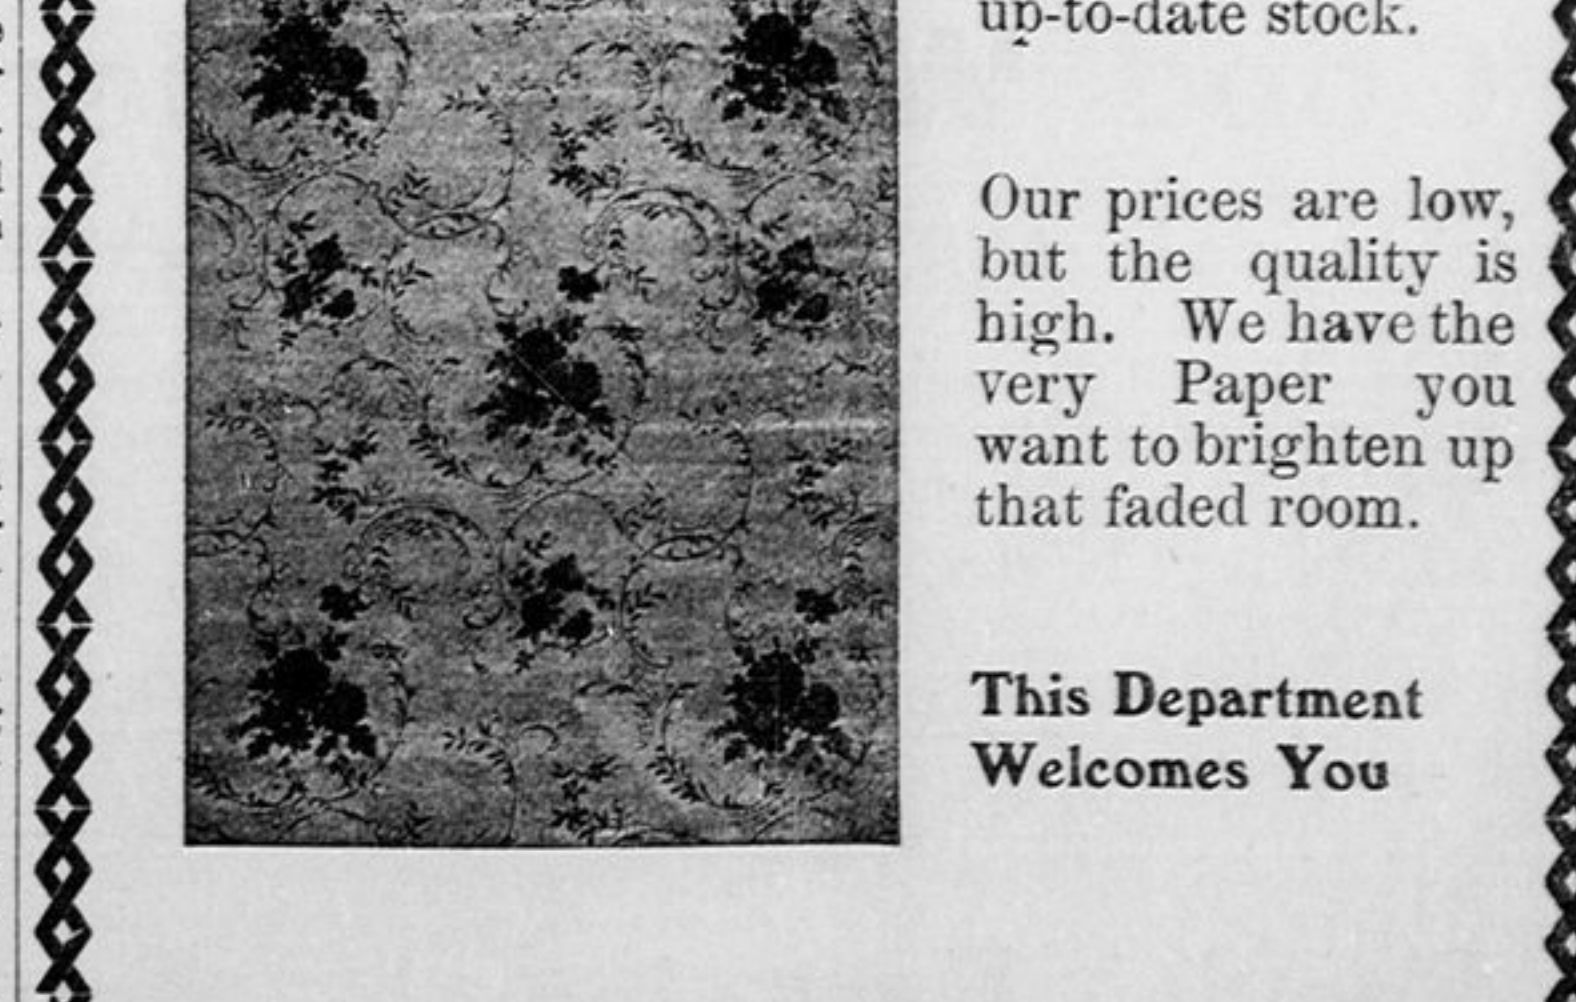 up-to-date stock.
Our prices are low,
but the quality is
high. We have the
very Paper you
want to brighten up
that faded room.
This Department
Welcomes You